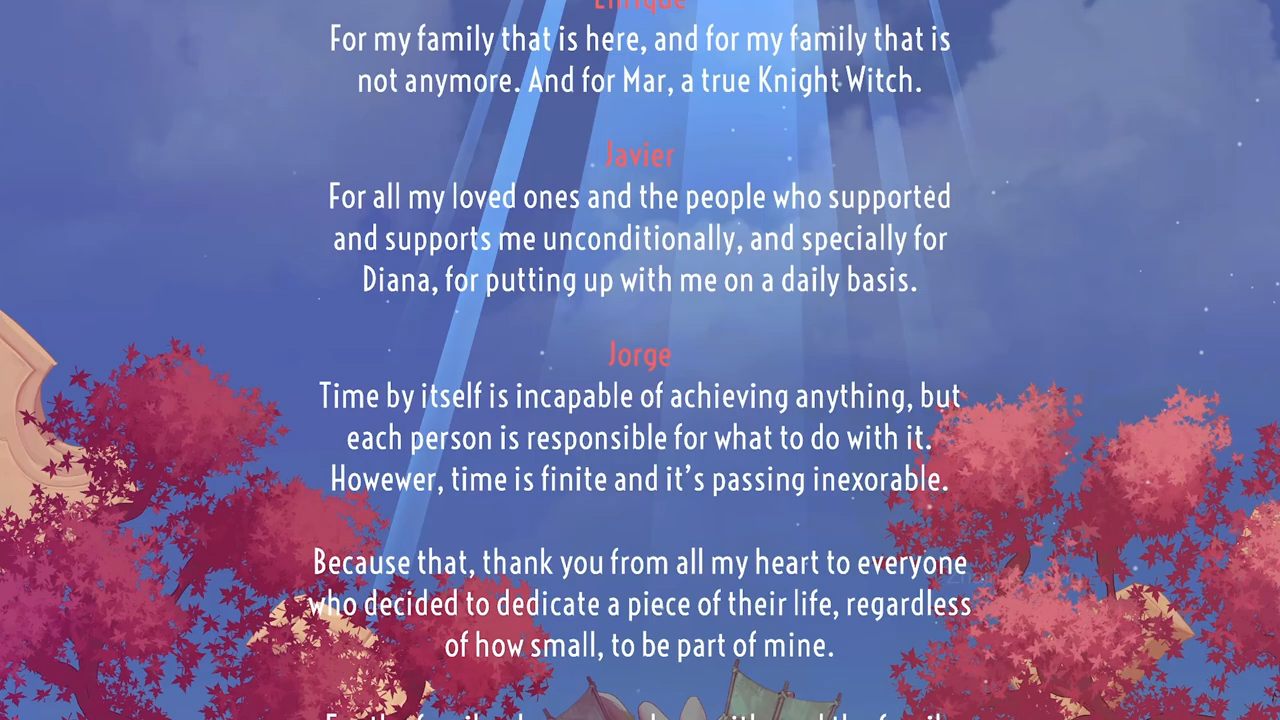 Enrique
For my family that is here, and for my family that is
not anymore. And for Mar, a true Knight Witch.
Javier
For all my loved ones and the people who supported
and supports me unconditionally, and specially for
Diana, for putting up with me on a daily basis.
Jorge
Time by itself is incapable of achieving anything, but
each person is responsible for what to do with it.
Howewer, time is finite and it's passing inexorable.
Because that, thank you from all my heart to everyone
who decided to dedicate a piece of their life, regardless
of how small, to be part of mine.